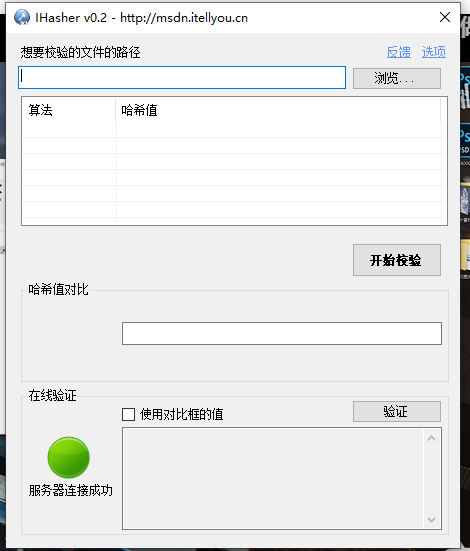 IHasher v0.2 - http://msdn.itellyou.cn
想要校验的文件的路径
反馈 选项
浏览...
算法 哈希值
开始校验
哈希值对比
在线验证
使用对比框的值
验证
服务器连接成功